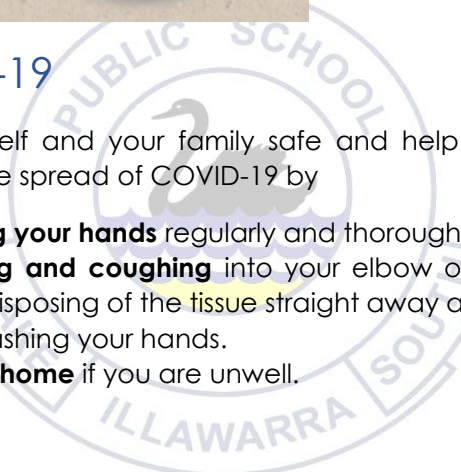 -19
PUBLIC SCHOOL
elf and your family safe and help
e spread of COVID-19 by
g your hands regularly and thorough
g and coughing into your elbow o
isposing of the tissue straight away a
ashing your hands.
home if you are unwell.
LAKE ILLAWARRA SOUTH